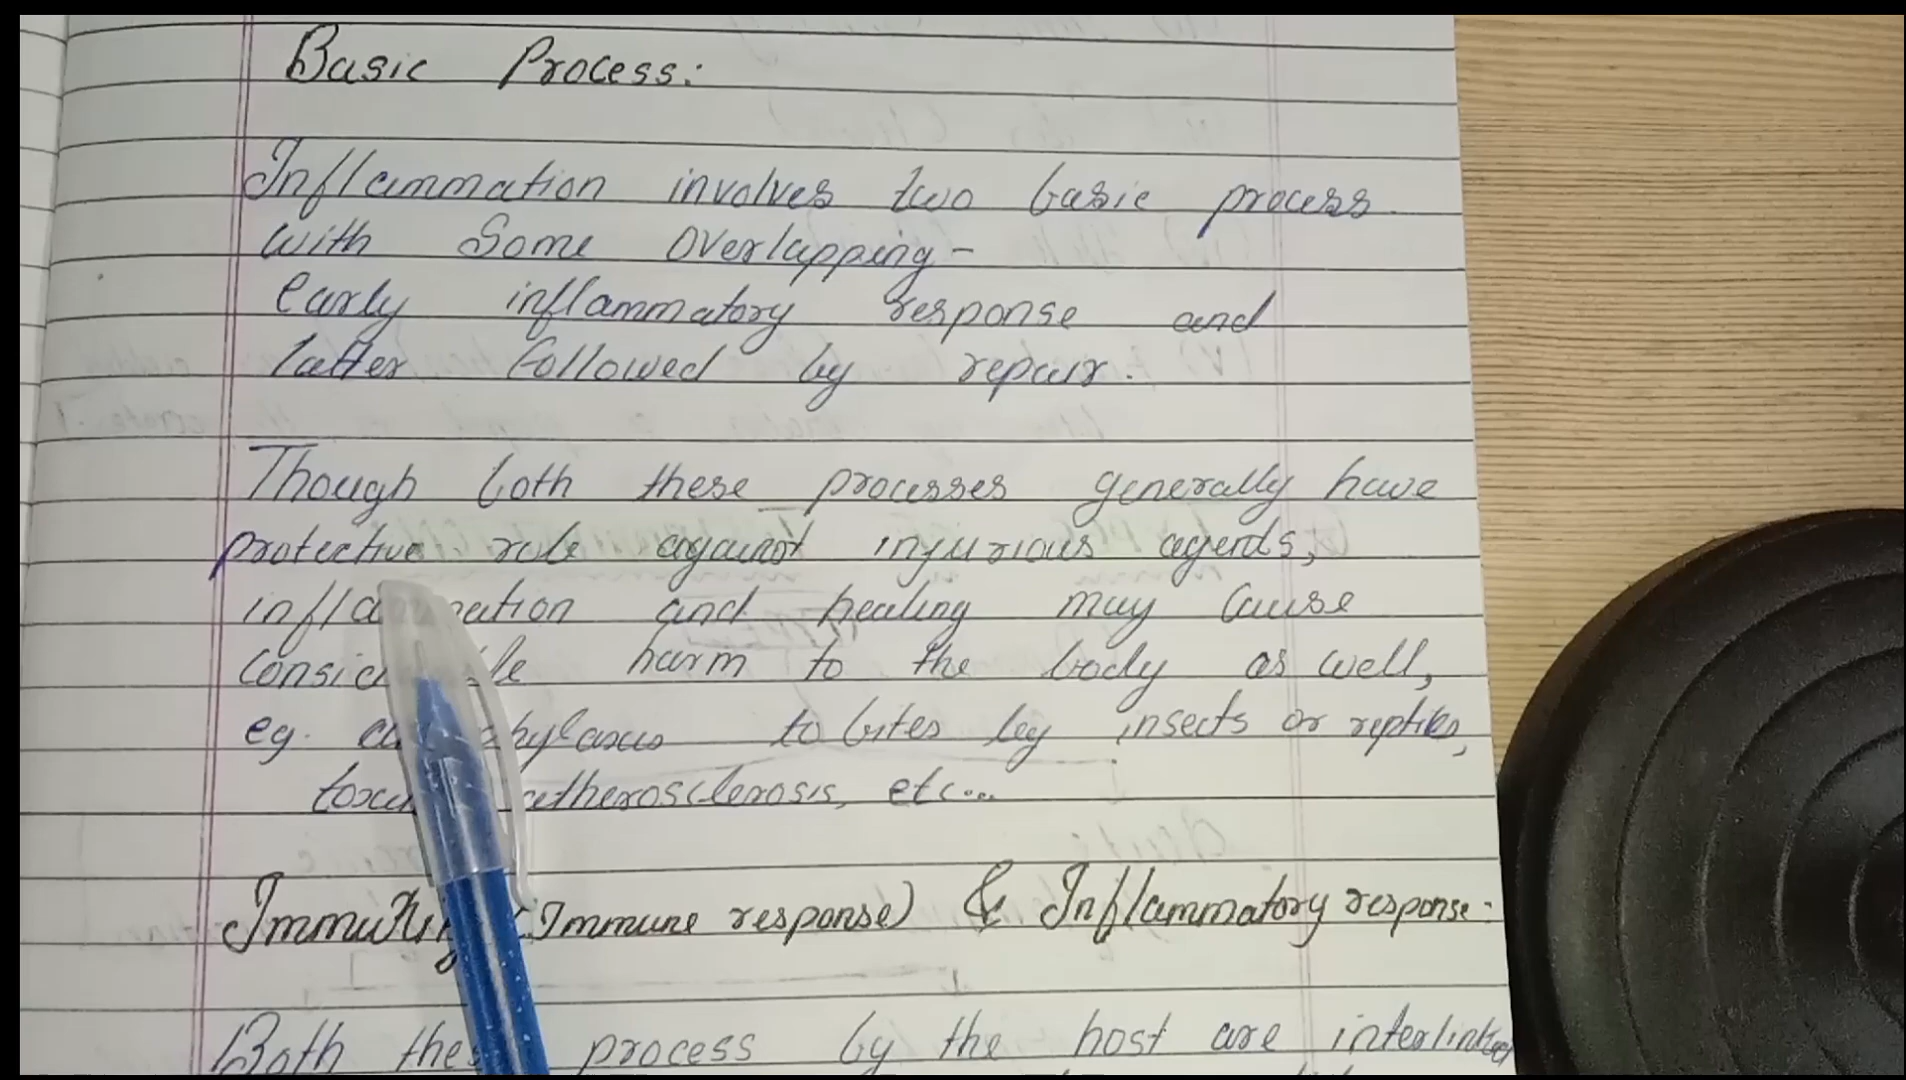 Basic Process:
Inflammation involves two basic process
with Some overlapping-
early inflammatory response and
latter followed by repair.
Though both these processes generally have
protective role against injurious agents,
and healing may cause
harm to the body as well,
eg. to bites by insects or reptiles,
atherosclerosis, etc...
Immunity (Immune response) & Inflammatory response:
Both process by the host are interlinked